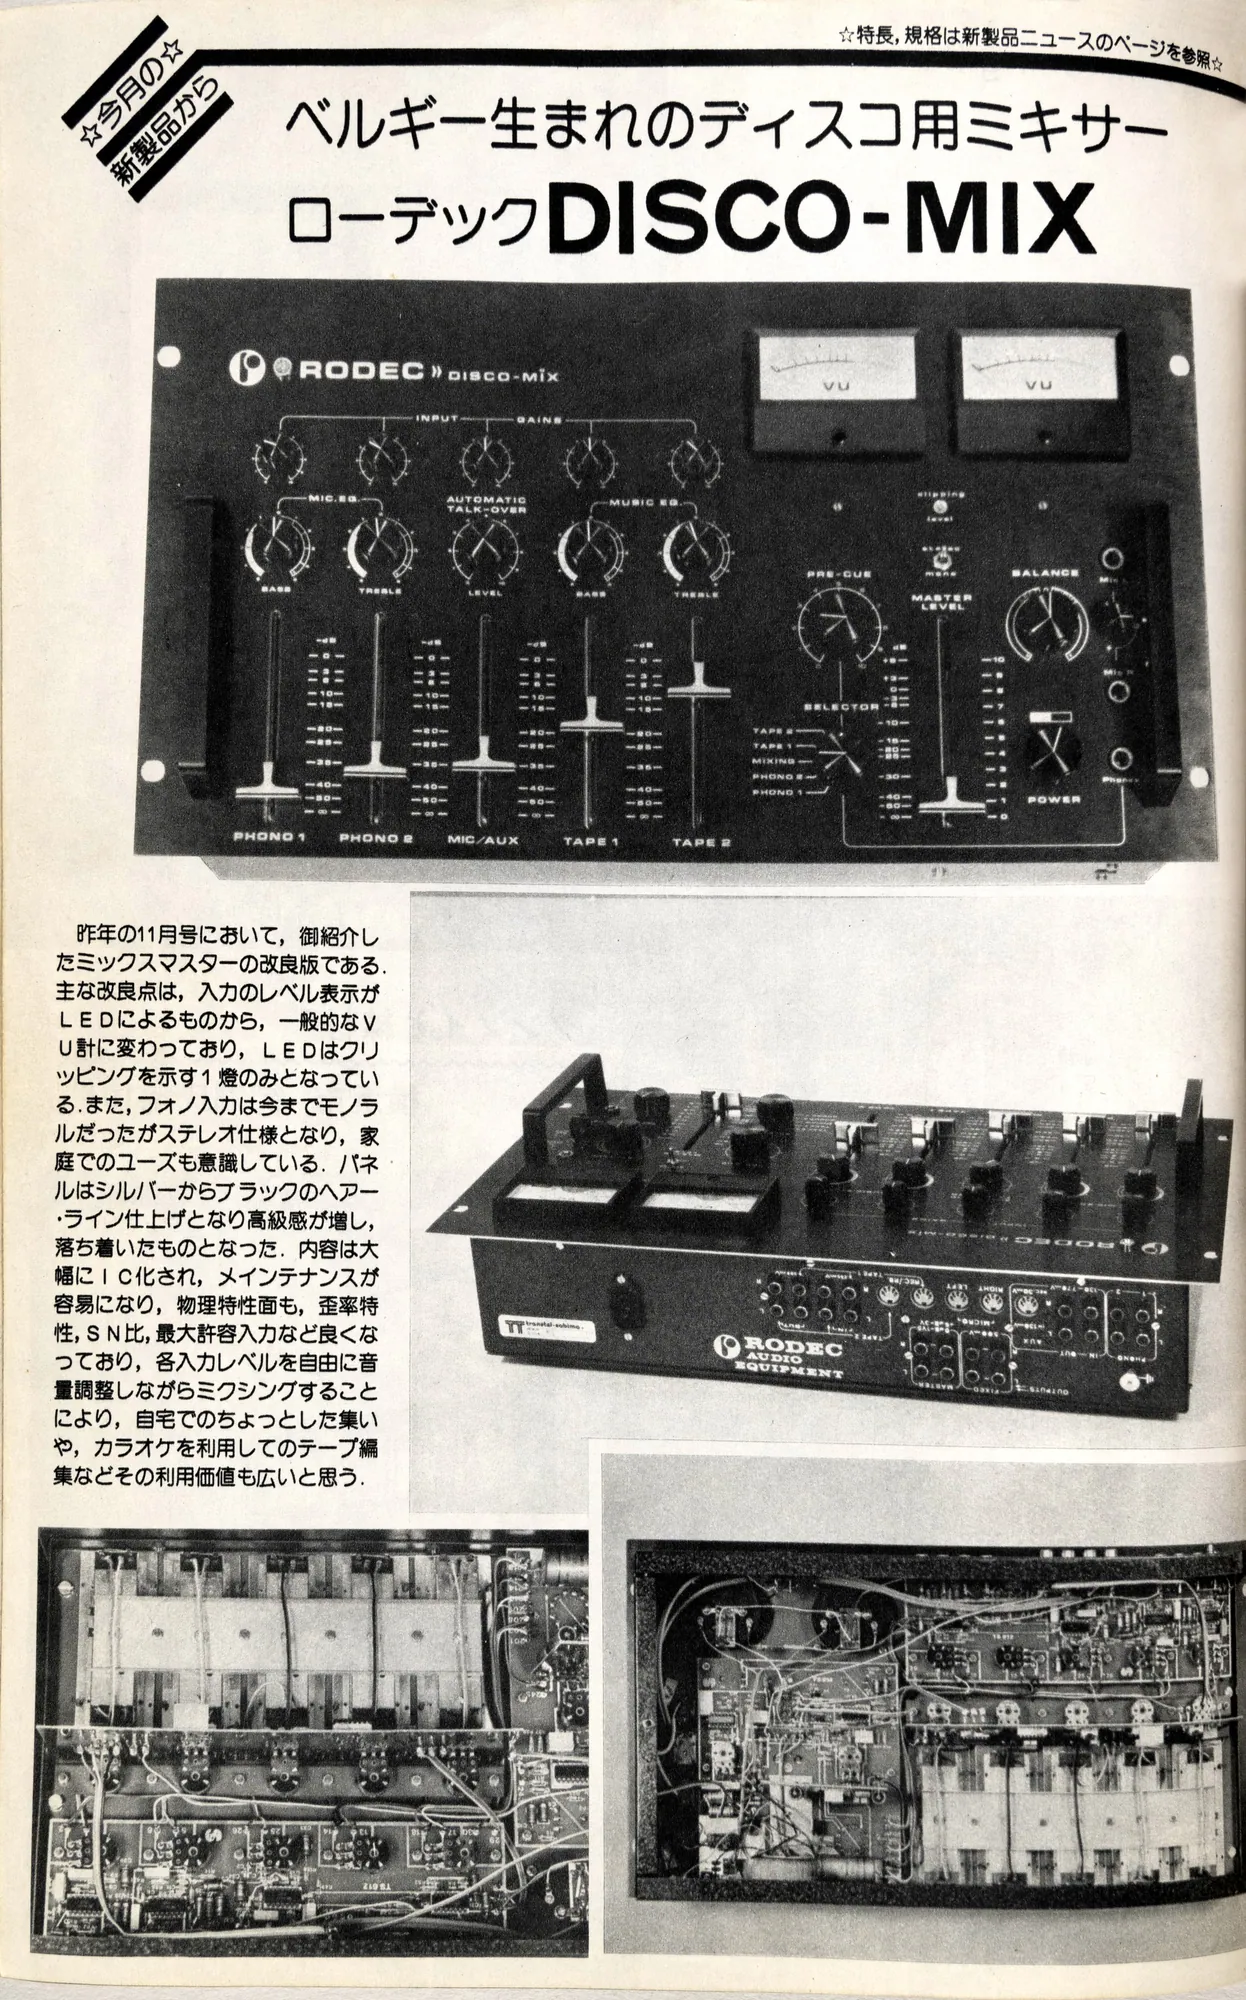 ☆特長,規格は新製品ニュースのページを参照☆
☆今月の☆
新製品から
ベルギー生まれのディスコ用ミキサー
ローデックDISCO-MIX
RODEC DISCO-MIX
VU
VU
INPUT GAINS
MIC.EQ.
AUTOMATIC
TALK-OVER
MUSIC EQ.
clipping
level
stereo
mono
BASS
TREBLE
LEVEL
BASS
TREBLE
PRE-CUE
MASTER
LEVEL
BALANCE
SELECTOR
TAPE 2
TAPE 1
MIXING
PHONO 2
PHONO 1
POWER
Phones
PHONO 1
PHONO 2
MIC/AUX
TAPE 1
TAPE 2
昨年の11月号において，御紹介し
たミックスマスターの改良版である．
主な改良点は，入力のレベル表示が
ＬＥＤによるものから，一般的なＶ
Ｕ計に変わっており，ＬＥＤはクリ
ッピングを示す1 燈のみとなってい
る.また,フォノ入力は今までモノラ
ルだったがステレオ仕様となり，家
庭でのユーズも意識している．パネ
ルはシルバーからブラックのヘアー
・ライン仕上げとなり高級感が増し，
落ち着いたものとなった．内容は大
幅にＩＣ化され，メインテナンスが
容易になり，物理特性面も，歪率特
性,ＳＮ比,最大許容入力など良くな
っており，各入力レベルを自由に音
量調整しながらミクシングすること
により，自宅でのちょっとした集い
や，カラオケを利用してのテープ編
集などその利用価値も広いと思う．
RODEC
AUDIO
EQUIPMENT
TS 612